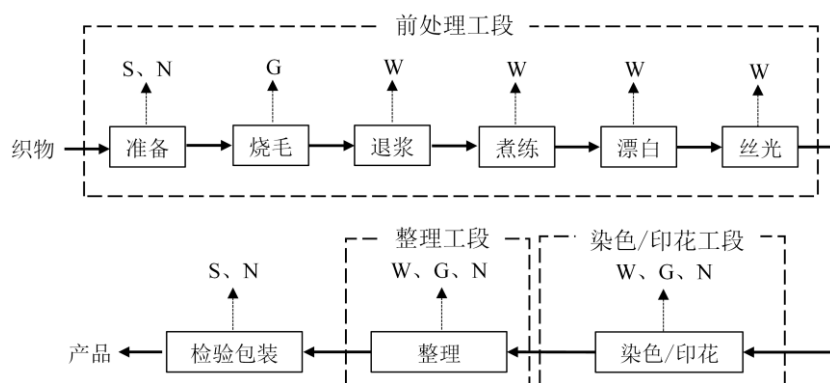 前处理工段
S、N
G
W
W
W
W
织物
准备
烧毛
退浆
煮练
漂白
丝光
整理工段
染色/印花工段
S、N
W、G、N
W、G、N
产品
检验包装
整理
染色/印花